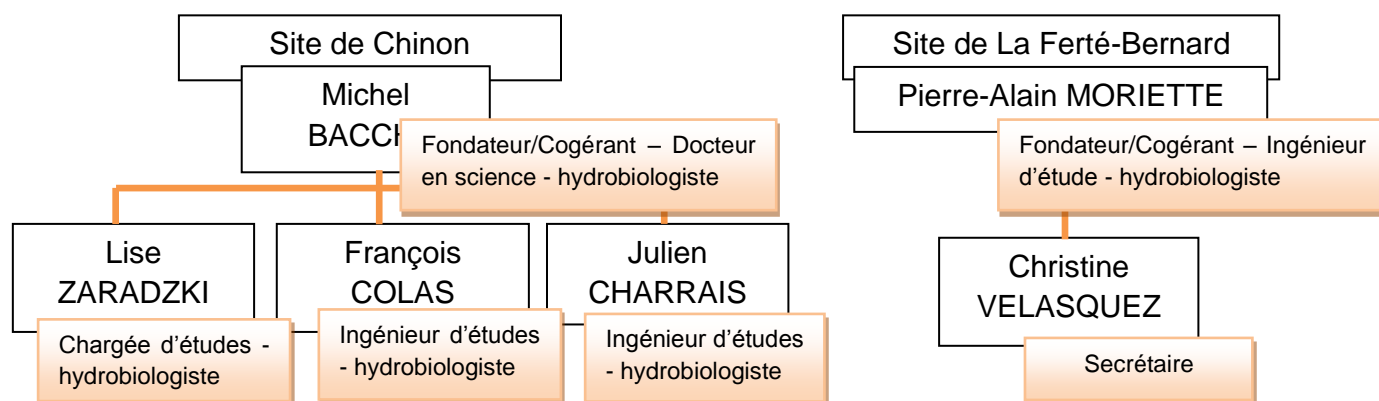 Site de Chinon
Michel
Fondateur/Cogérant – Docteur
en science - hydrobiologiste
Lise
ZARADZKI
Chargée d'études -
hydrobiologiste
François
COLAS
Ingénieur d'études
- hydrobiologiste
Julien
CHARRAIS
Ingénieur d'études
- hydrobiologiste
Site de La Ferté-Bernard
Pierre-Alain MORIETTE
Fondateur/Cogérant – Ingénieur
d'étude - hydrobiologiste
Christine
VELASQUEZ
Secrétaire